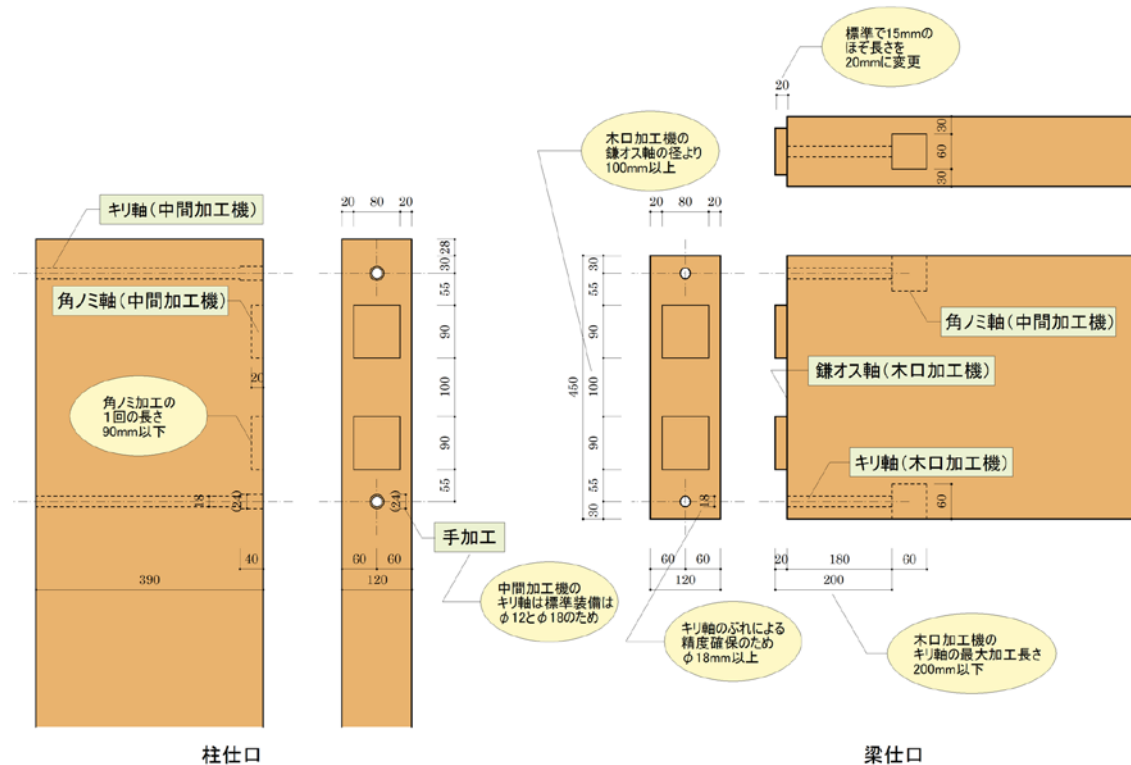 標準で15mmの
ほぞ長さを
20mmに変更
20
30
60
30
木口加工機の
鎌オス軸の径より
100mm以上
キリ軸(中間加工機)
角ノミ軸(中間加工機)
20
角ノミ加工の
1回の長さ
90mm以下
18
(24)
40
390
20 80 20
28
30
55
90
100
90
55
(24)
手加工
60 60
120
中間加工機の
キリ軸は標準装備は
φ12とφ18のため
20 80 20
450
30
55
90
100
90
55
30
18
60 60
120
キリ軸のぶれによる
精度確保のため
φ18mm以上
角ノミ軸(中間加工機)
鎌オス軸(木口加工機)
キリ軸(木口加工機)
60
20 180 60
200
木口加工機の
キリ軸の最大加工長さ
200mm以下
柱仕口
梁仕口